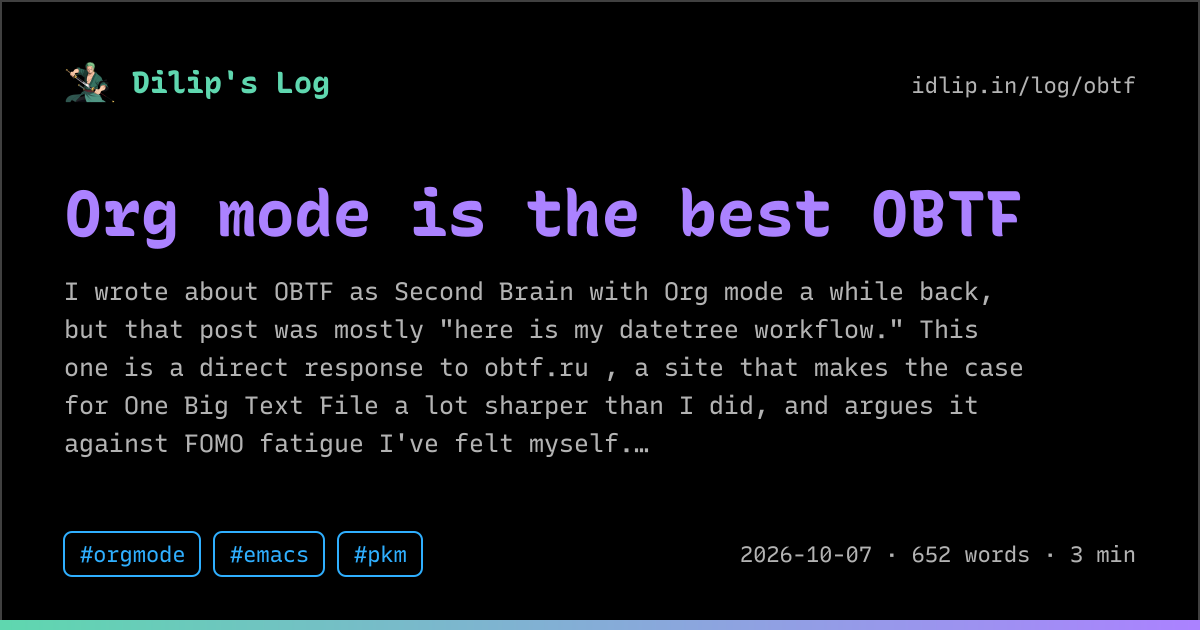 Dilip's Log
idlip.in/log/obtf
Org mode is the best OBTF
I wrote about OBTF as Second Brain with Org mode a while back,
but that post was mostly "here is my datetree workflow." This
one is a direct response to obtf.ru , a site that makes the case
for One Big Text File a lot sharper than I did, and argues it
against FOMO fatigue I've felt myself.…
#orgmode #emacs #pkm
2026-10-07 · 652 words · 3 min